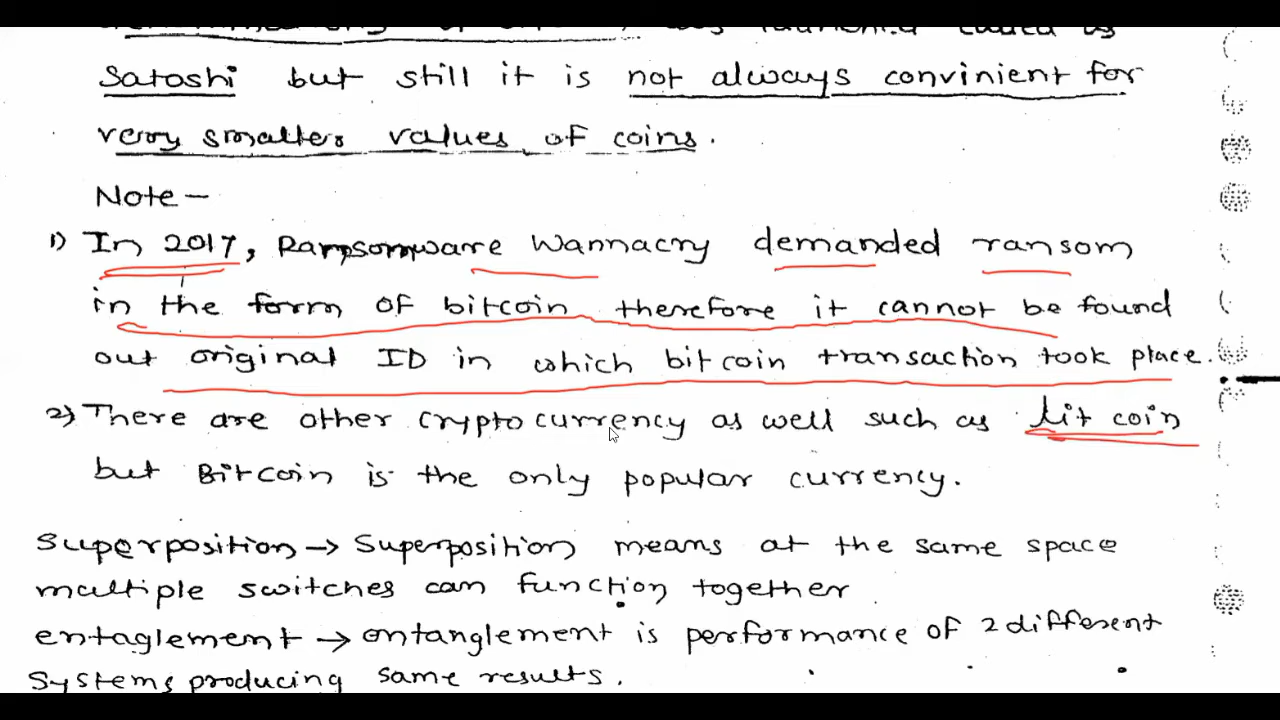 Satoshi but still it is not always convinient for
very smaller values of coins.
Note –
1) In 2017, Rampsomware Wannacry demanded ransom
in the form of bitcoin therefore it cannot be found
out original ID in which bitcoin transaction took place.
2) There are other cryptocurrency as well such as Lit coin
but Bitcoin is the only popular currency.
Superposition → Superposition means at the same space
multiple switches can function together
entaglement → ontanglement is performance of 2 different
Systems producing same results.